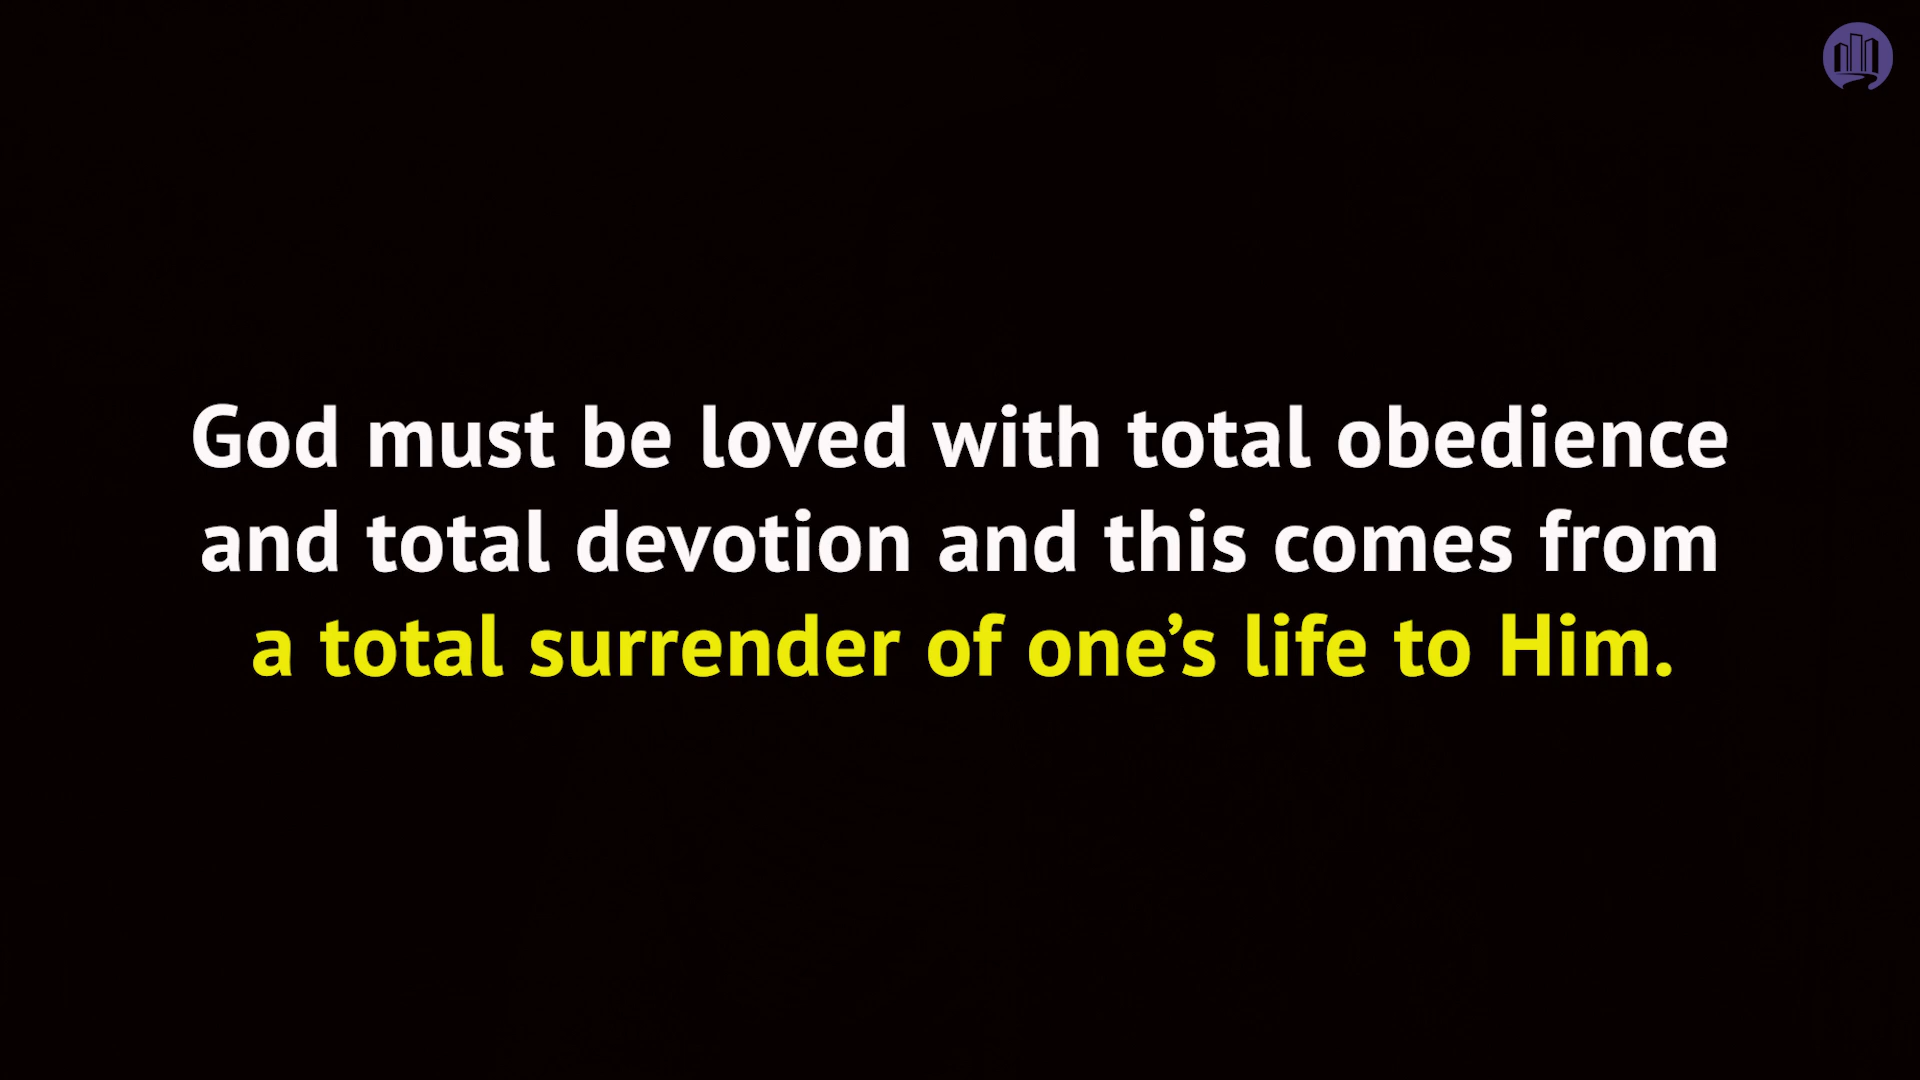 God must be loved with total obedience
and total devotion and this comes from
a total surrender of one’s life to Him.